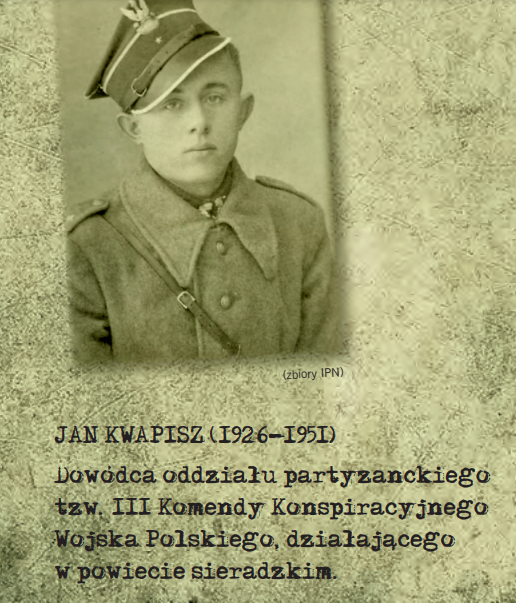 (zbiory IPN)
JAN KWAPISZ (1926-1951)
Dowódca oddziału partyzanckiego
tzw. III Komendy Konspiracyjnego
Wojska Polskiego, działającego
w powiecie sieradzkim.